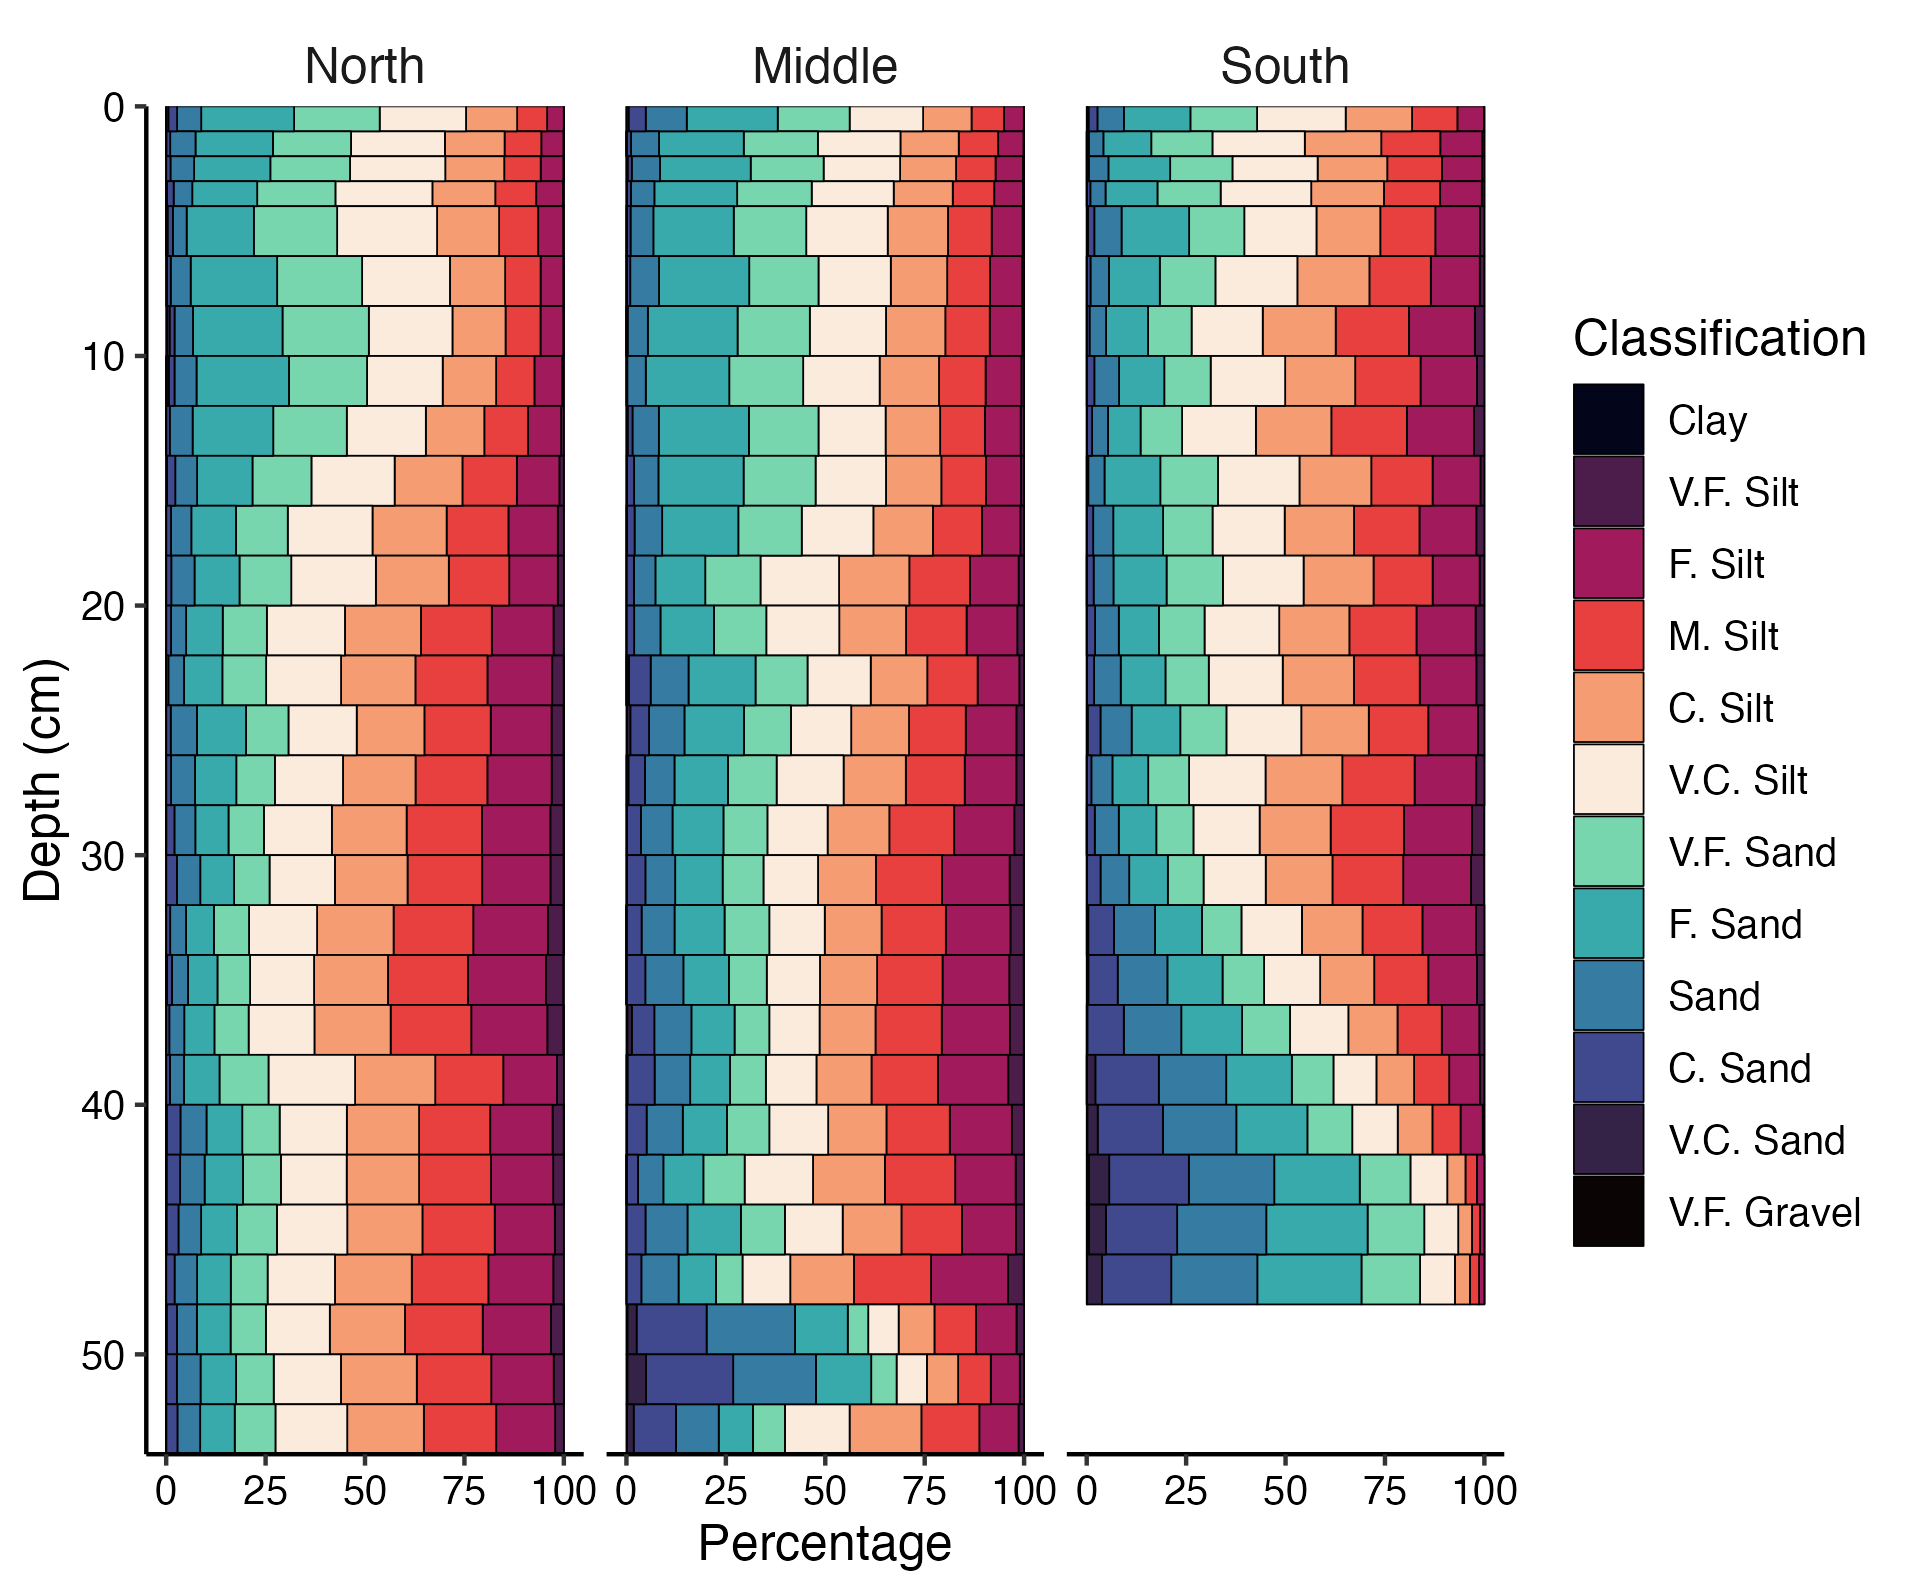 North Middle South
0
10
20
30
40
50
Depth (cm)
0 25 50 75 100 0 25 50 75 100 0 25 50 75 100
Percentage
Classification
Clay
V.F. Silt
F. Silt
M. Silt
C. Silt
V.C. Silt
V.F. Sand
F. Sand
Sand
C. Sand
V.C. Sand
V.F. Gravel